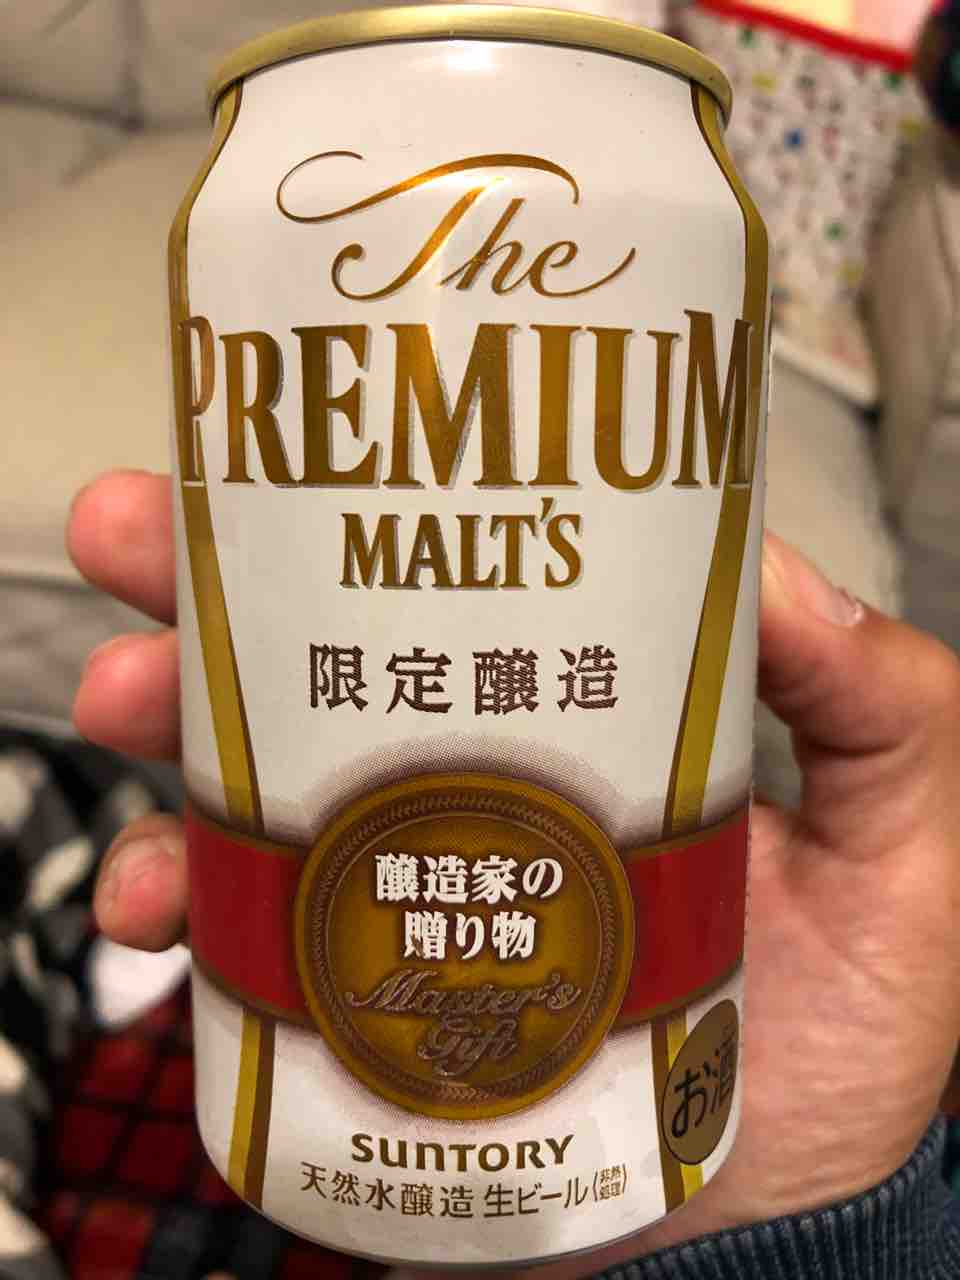 The
PREMIUM
MALT'S
限定醸造
醸造家の
贈り物
Master's
Gift
お酒
SUNTORY
天然水醸造 生ビール(非熱処理)